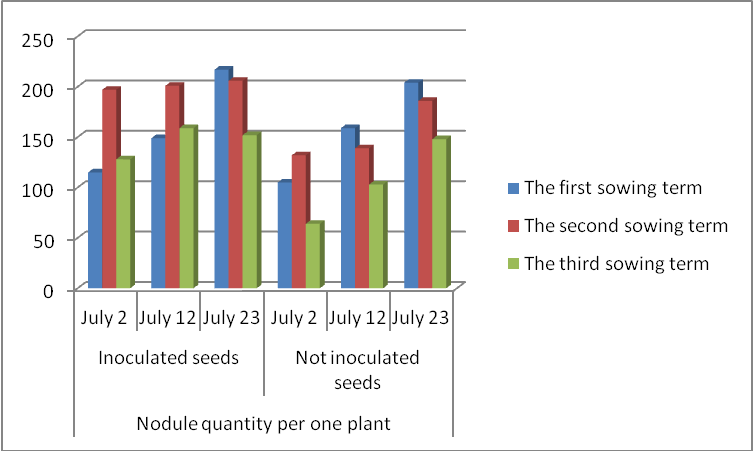 250
200
150
100
50
0
July 2 July 12 July 23 July 2 July 12 July 23
Inoculated seeds Not inoculated
seeds
Nodule quantity per one plant
The first sowing term
The second sowing term
The third sowing term